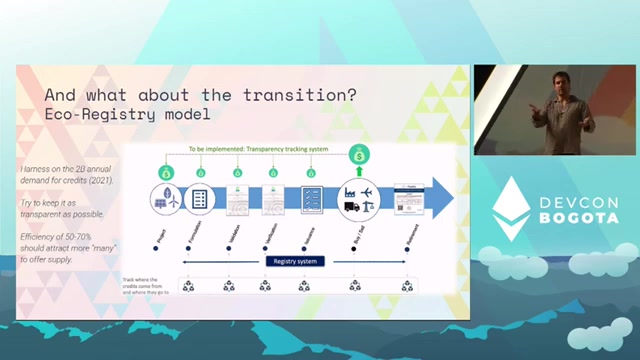 And what about the transition?
Eco-Registry model
Harness on the 2B annual
demand for credits (2021).
Try to keep it as
transparent as possible.
Efficiency of 50-70%
should attract more "many"
to offer supply.
To be implemented: Transparency tracking system
Project
Formulation
Validation
Verification
Issuance
Buy / Sell
Retirement
Registry system
Track where the
credits come from
and where they go to
DEVCON
BOGOTA